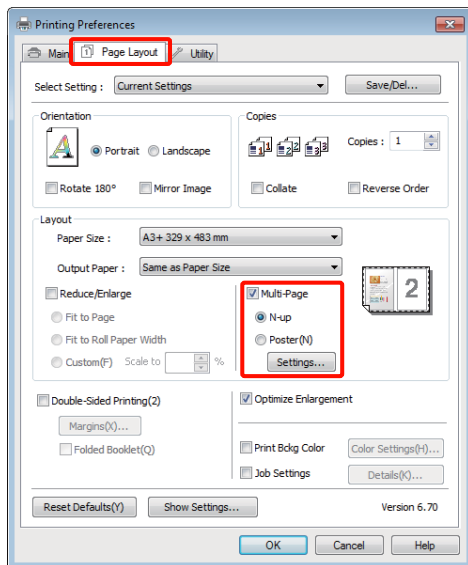 Printing Preferences
Main Page Layout Utility
Select Setting : Current Settings Save/Del...
Orientation Copies
Portrait Landscape Copies : 1
Rotate 180° Mirror Image Collate Reverse Order
Layout
Paper Size : A3+ 329 x 483 mm
Output Paper : Same as Paper Size
Reduce/Enlarge Multi-Page
Fit to Page N-up
Fit to Roll Paper Width Poster(N)
Custom(F) Scale to % Settings...
Double-Sided Printing(2) Optimize Enlargement
Margins(X)...
Folded Booklet(Q) Print Bckg Color Color Settings(H)...
Job Settings Details(K)...
Reset Defaults(Y) Show Settings... Version 6.70
OK Cancel Help